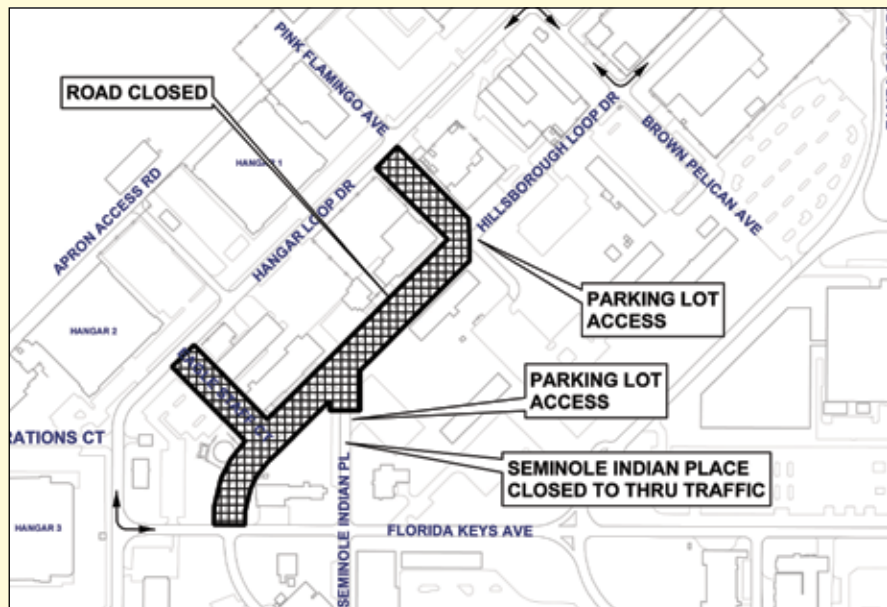 PINK FLAMINGO AVE
ROAD CLOSED
HILLSBOROUGH LOOP DR
BROWN PELICAN AVE
HANGAR 1
APRON ACCESS RD
HANGAR LOOP DR
PARKING LOT
ACCESS
HANGAR 2
PARKING LOT
ACCESS
RATIONS CT
SEMINOLE INDIAN PLACE
CLOSED TO THRU TRAFFIC
HANGAR 3
FLORIDA KEYS AVE
SEMINOLE INDIAN PL